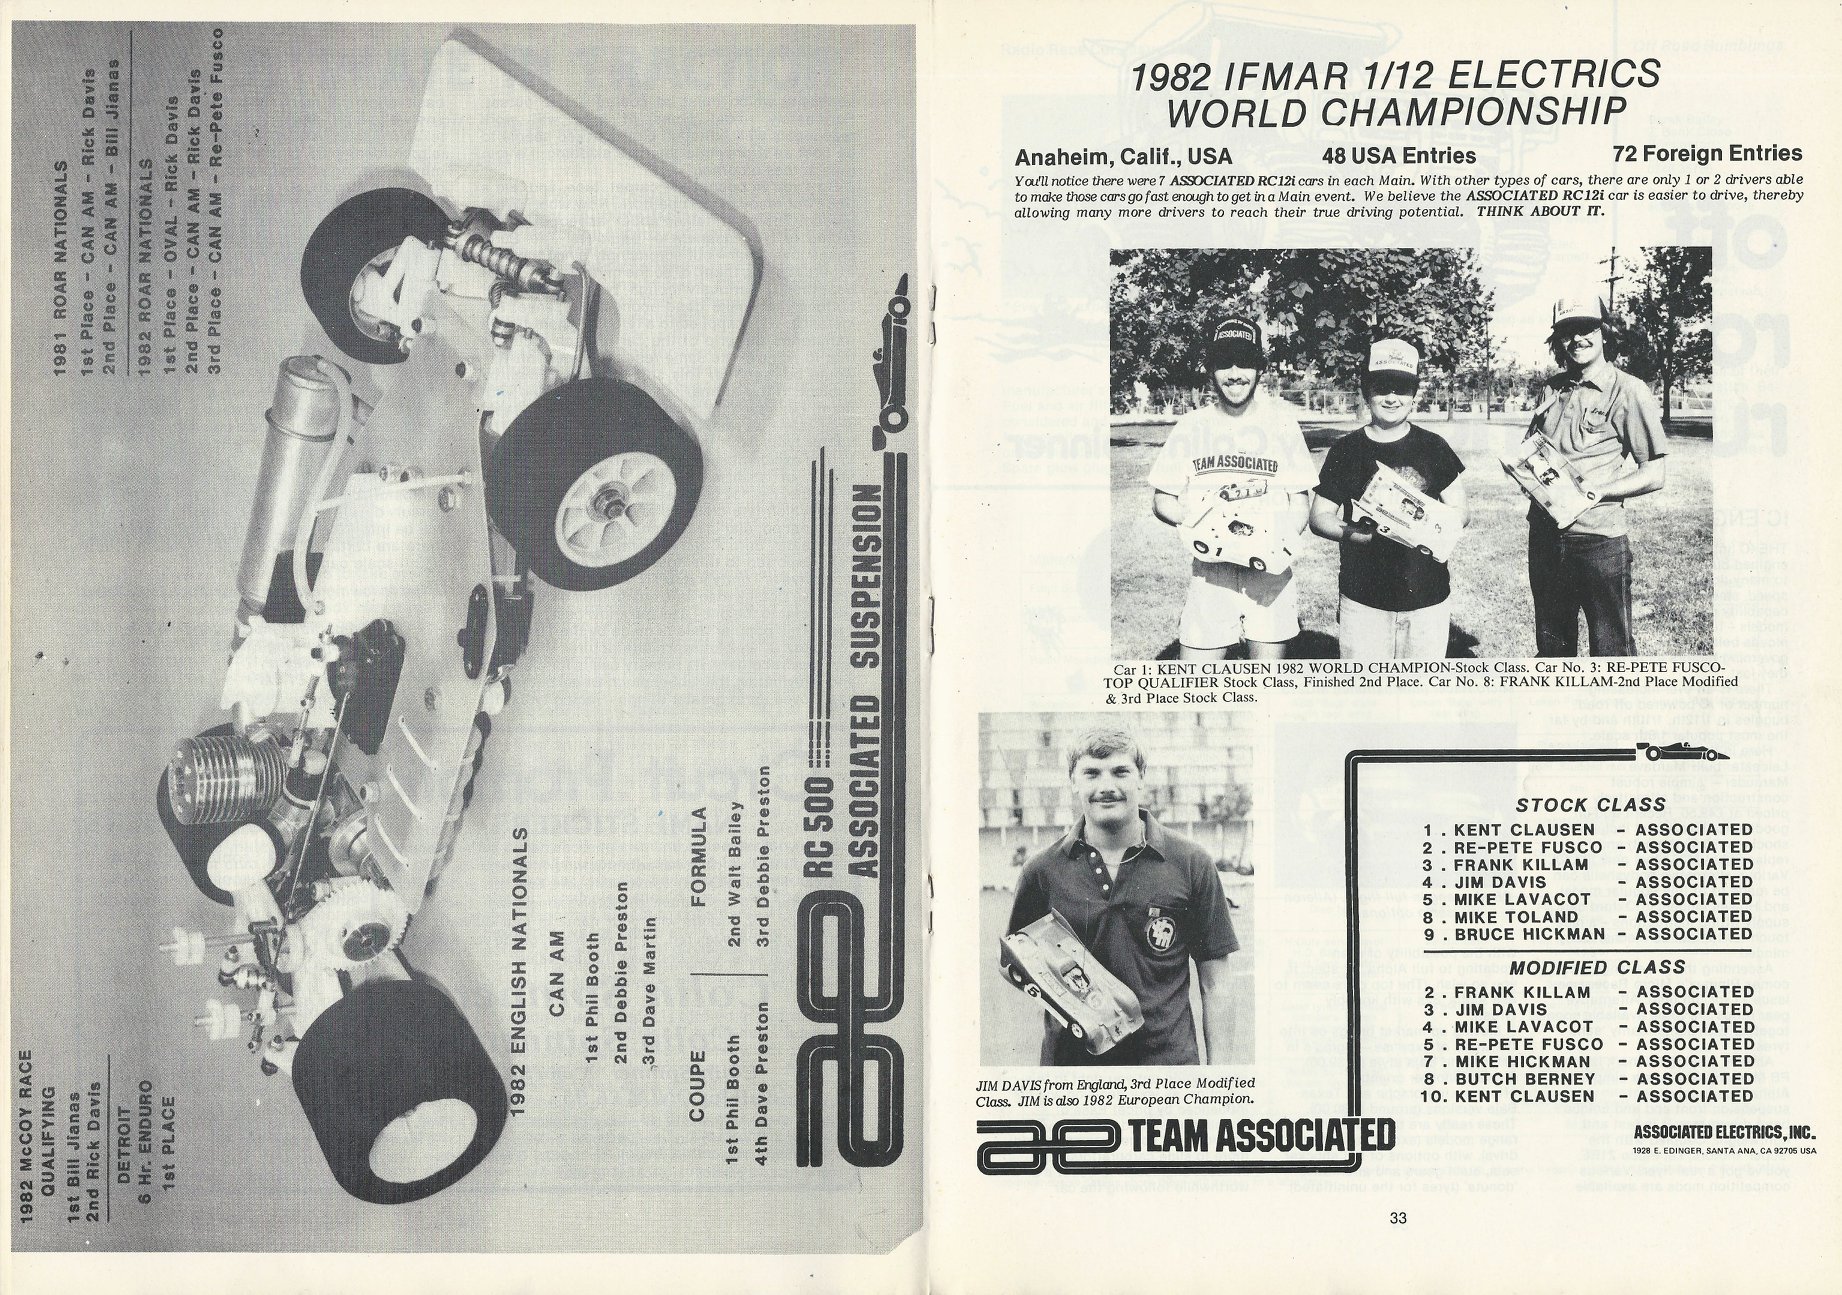 1981 ROAR NATIONALS
1st Place – CAN AM – Rick Davis
2nd Place – CAN AM – Bill Jianas
1982 ROAR NATIONALS
1st Place – OVAL – Rick Davis
2nd Place – CAN AM – Rick Davis
3rd Place – CAN AM – Re-Pete Fusco
1982 McCOY RACE
QUALIFYING
1st Bill Jianas
2nd Rick Davis
DETROIT
6 Hr. ENDURO
1st PLACE
1982 ENGLISH NATIONALS
CAN AM
1st Phil Booth
2nd Debbie Preston
3rd Dave Martin
COUPE
1st Phil Booth
4th Dave Preston
FORMULA
2nd Walt Bailey
3rd Debbie Preston
RC 500
ASSOCIATED SUSPENSION
1982 IFMAR 1/12 ELECTRICS
WORLD CHAMPIONSHIP
Anaheim, Calif., USA 48 USA Entries 72 Foreign Entries
You'll notice there were 7 ASSOCIATED RC12i cars in each Main. With other types of cars, there are only 1 or 2 drivers able
to make those cars go fast enough to get in a Main event. We believe the ASSOCIATED RC12i car is easier to drive, thereby
allowing many more drivers to reach their true driving potential. THINK ABOUT IT.
ASSOCIATED
ASSOCIATED
TEAM ASSOCIATED
1 1
3
Car 1: KENT CLAUSEN 1982 WORLD CHAMPION-Stock Class. Car No. 3: RE-PETE FUSCO-
TOP QUALIFIER Stock Class, Finished 2nd Place. Car No. 8: FRANK KILLAM-2nd Place Modified
& 3rd Place Stock Class.
5
JIM DAVIS from England, 3rd Place Modified
Class. JIM is also 1982 European Champion.
STOCK CLASS
1 . KENT CLAUSEN – ASSOCIATED
2 . RE-PETE FUSCO – ASSOCIATED
3 . FRANK KILLAM – ASSOCIATED
4 . JIM DAVIS – ASSOCIATED
5 . MIKE LAVACOT – ASSOCIATED
8 . MIKE TOLAND – ASSOCIATED
9 . BRUCE HICKMAN – ASSOCIATED
MODIFIED CLASS
2 . FRANK KILLAM – ASSOCIATED
3 . JIM DAVIS – ASSOCIATED
4 . MIKE LAVACOT – ASSOCIATED
5 . RE-PETE FUSCO – ASSOCIATED
7 . MIKE HICKMAN – ASSOCIATED
8 . BUTCH BERNEY – ASSOCIATED
10. KENT CLAUSEN – ASSOCIATED
ae TEAM ASSOCIATED
ASSOCIATED ELECTRICS, INC.
1928 E. EDINGER, SANTA ANA, CA 92705 USA
33